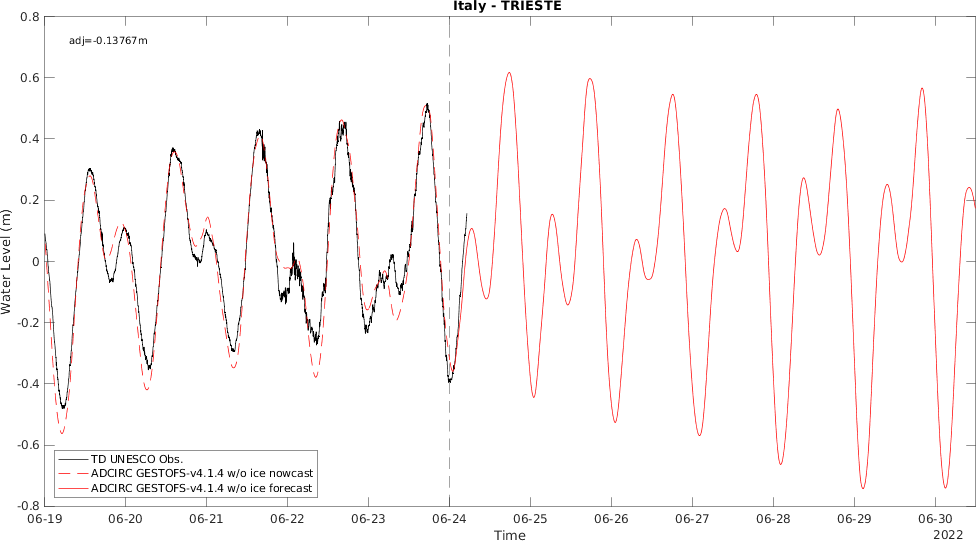 Italy - TRIESTE
adj=-0.13767m
0.8
0.6
0.4
0.2
0
-0.2
-0.4
-0.6
-0.8
Water Level (m)
TD UNESCO Obs.
ADCIRC GESTOFS-v4.1.4 w/o ice nowcast
ADCIRC GESTOFS-v4.1.4 w/o ice forecast
06-19 06-20 06-21 06-22 06-23 06-24 06-25 06-26 06-27 06-28 06-29 06-30
Time
2022